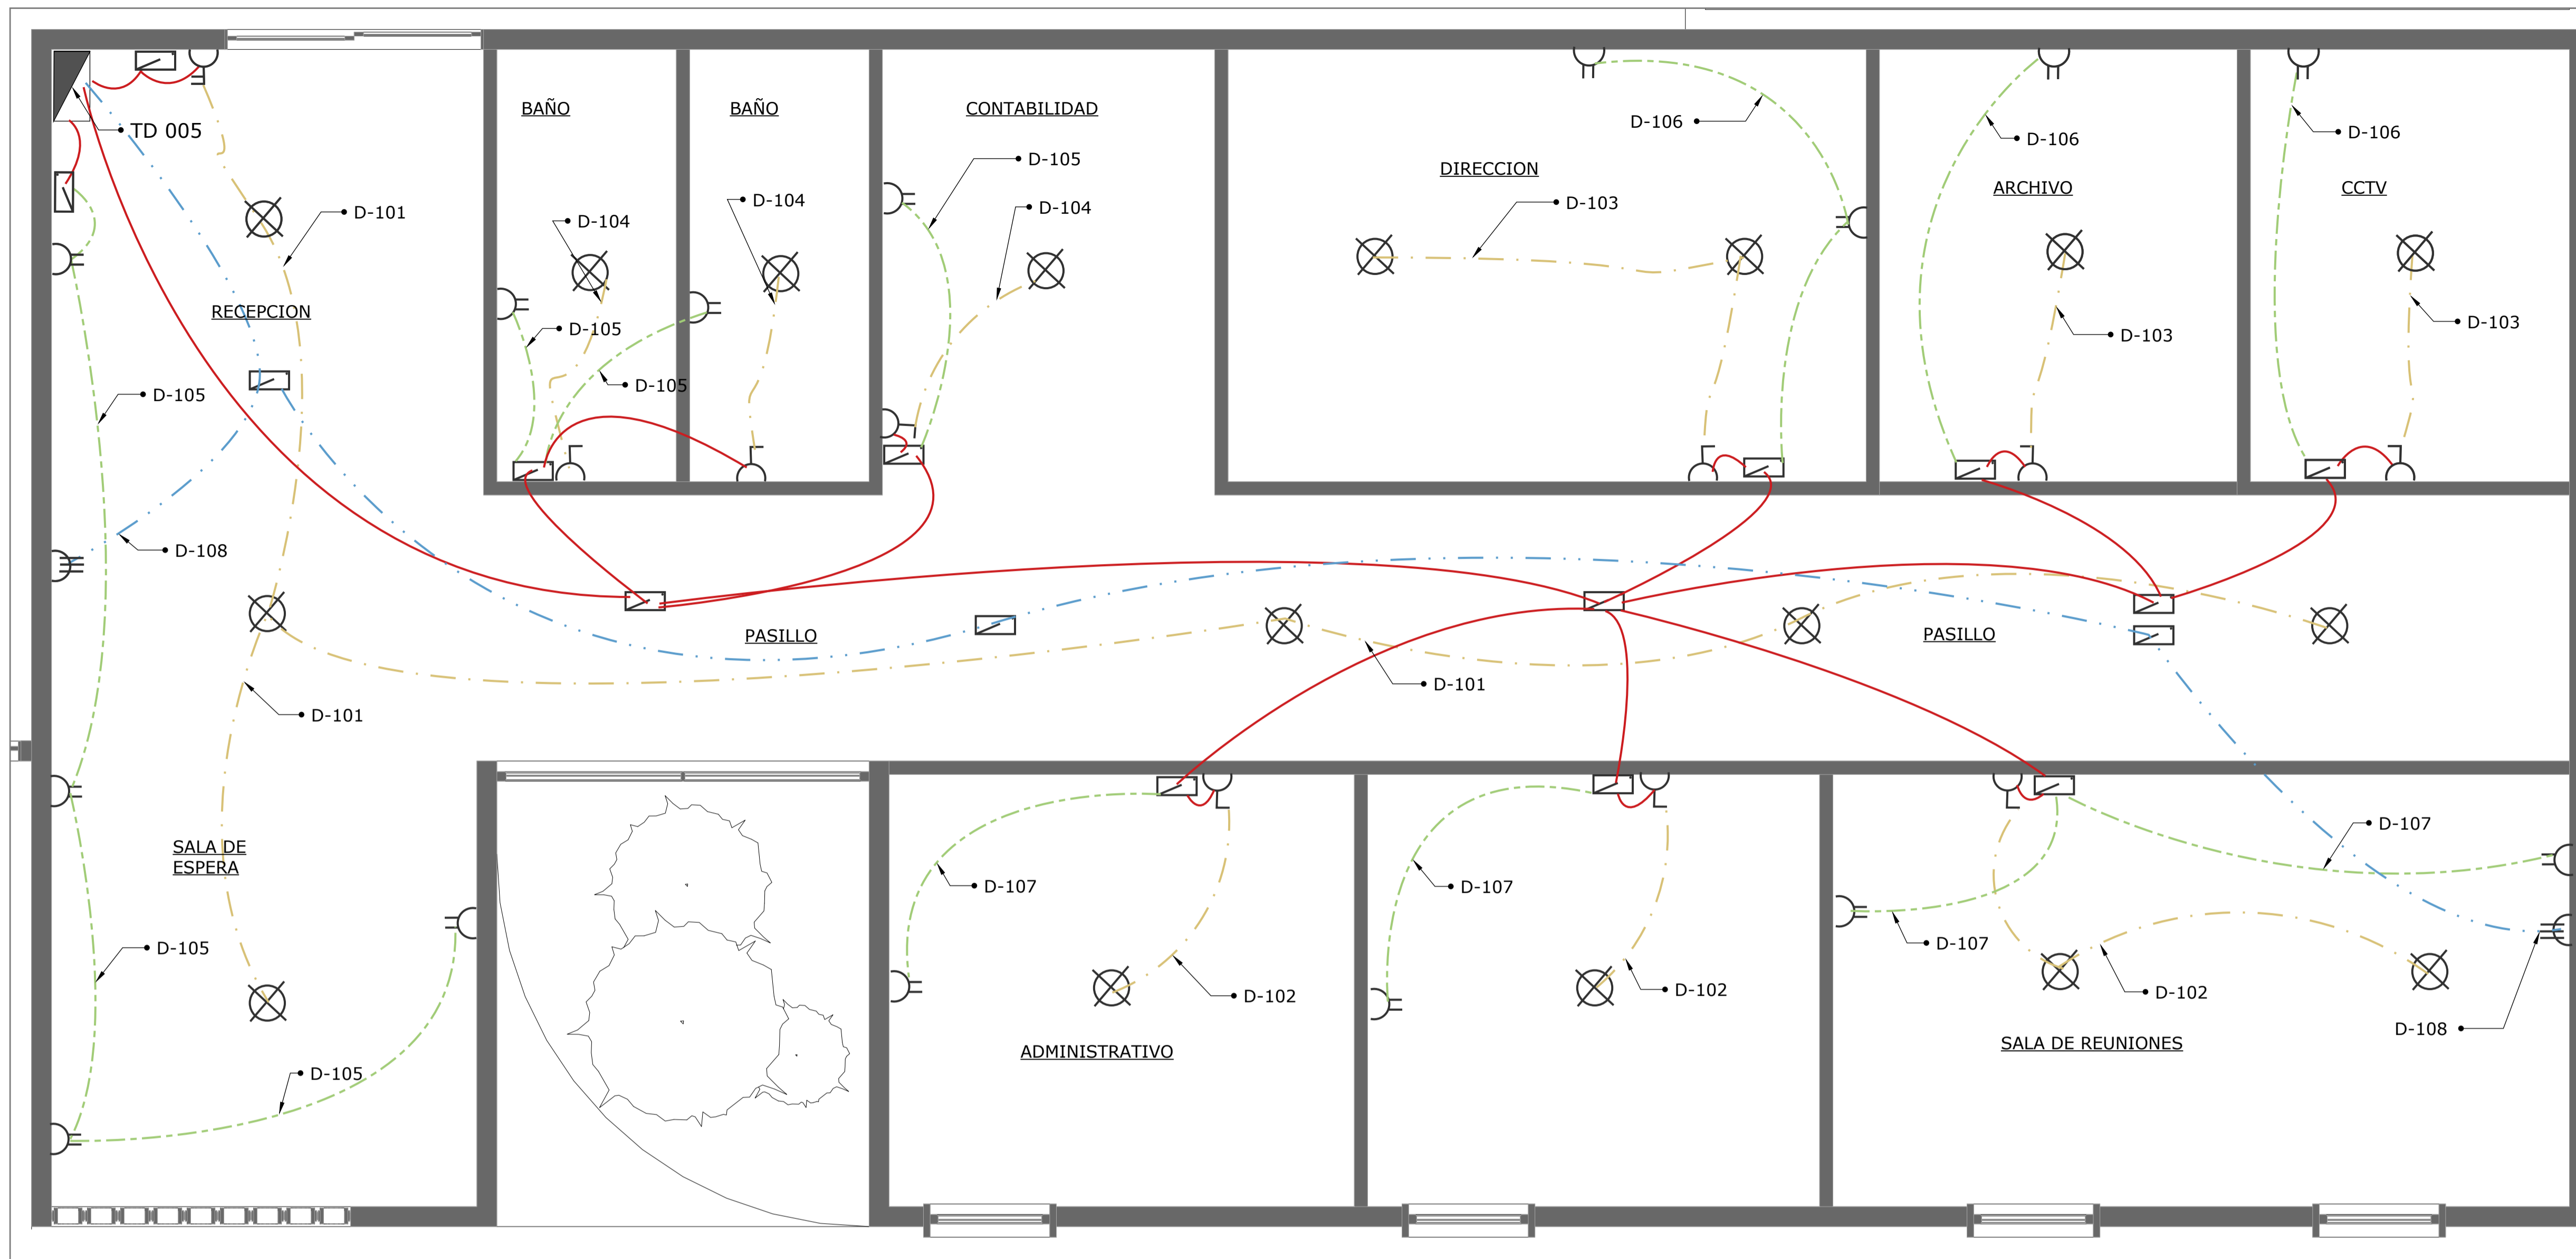 BAÑO
BAÑO
CONTABILIDAD
D-106
TD 005
D-106
D-106
D-105
DIRECCION
ARCHIVO
CCTV
D-104
D-103
D-104
D-101
D-104
RECEPCION
D-103
D-105
D-103
D-105
D-105
D-108
PASILLO
PASILLO
D-101
D-101
D-107
SALA DE
ESPERA
D-107
D-107
D-107
D-105
D-102
D-102
D-102
D-108
SALA DE REUNIONES
ADMINISTRATIVO
D-105